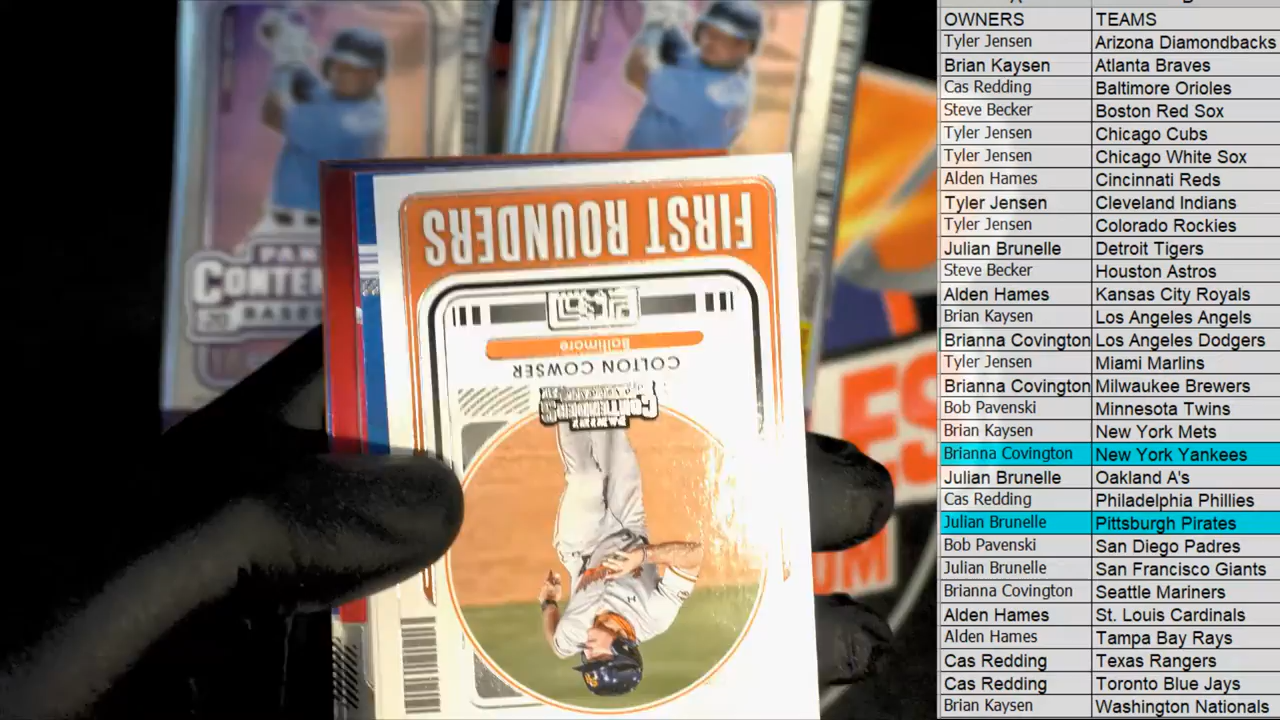 OWNERS TEAMS
Tyler Jensen Arizona Diamondbacks
Brian Kaysen Atlanta Braves
Cas Redding Baltimore Orioles
Steve Becker Boston Red Sox
Tyler Jensen Chicago Cubs
Tyler Jensen Chicago White Sox
Alden Hames Cincinnati Reds
Tyler Jensen Cleveland Indians
Tyler Jensen Colorado Rockies
Julian Brunelle Detroit Tigers
Steve Becker Houston Astros
Alden Hames Kansas City Royals
Brian Kaysen Los Angeles Angels
Brianna Covington Los Angeles Dodgers
Tyler Jensen Miami Marlins
Brianna Covington Milwaukee Brewers
Bob Pavenski Minnesota Twins
Brian Kaysen New York Mets
Brianna Covington New York Yankees
Julian Brunelle Oakland A's
Cas Redding Philadelphia Phillies
Julian Brunelle Pittsburgh Pirates
Bob Pavenski San Diego Padres
Julian Brunelle San Francisco Giants
Brianna Covington Seattle Mariners
Alden Hames St. Louis Cardinals
Alden Hames Tampa Bay Rays
Cas Redding Texas Rangers
Cas Redding Toronto Blue Jays
Brian Kaysen Washington Nationals
FIRST ROUNDERS
Baltimore
COLTON COWSER
CONTENDERS
PANI
CONTEN
20
BASEB
ES
UM